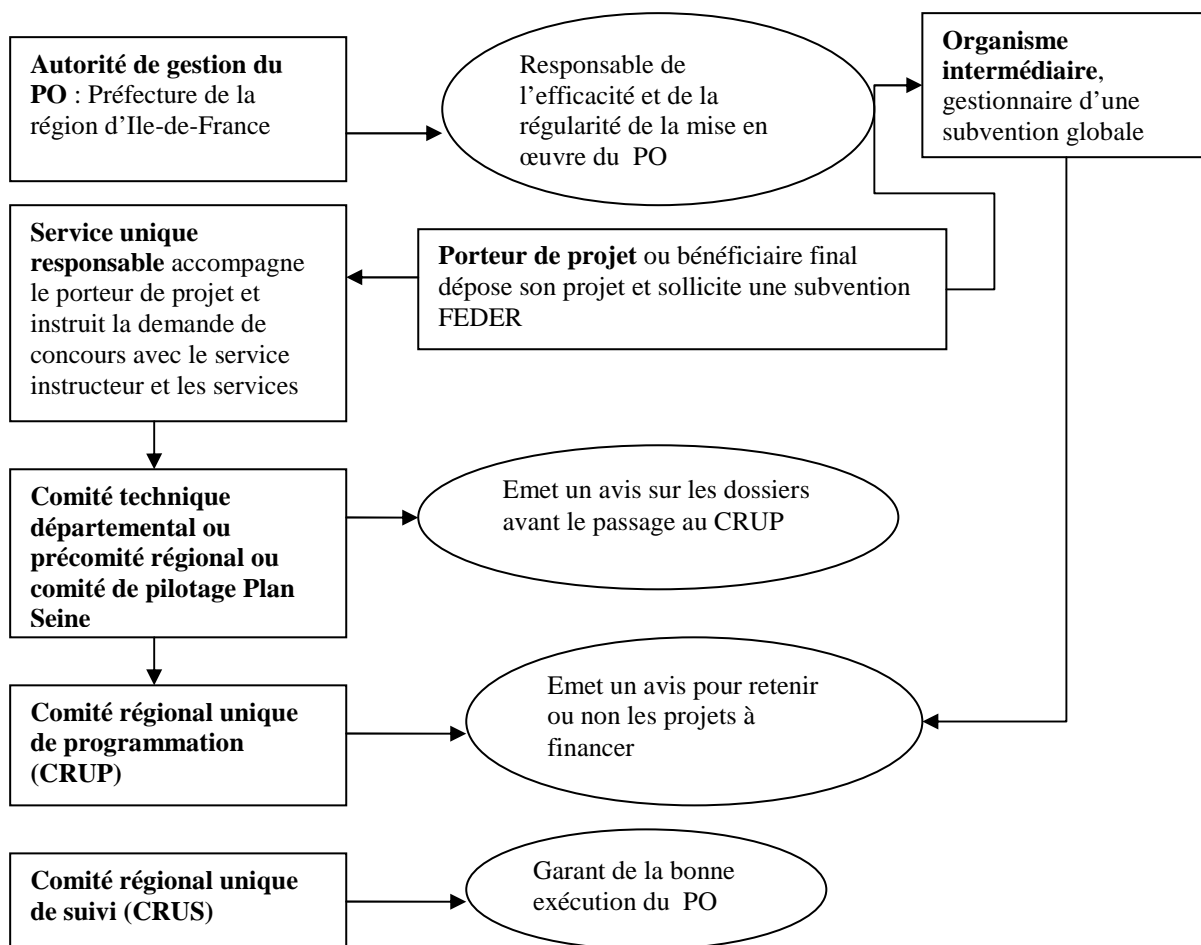 Autorité de gestion du
PO : Préfecture de la
région d'Ile-de-France
Responsable de
l'efficacité et de la
régularité de la mise en
œuvre du PO
Organisme
intermédiaire,
gestionnaire d'une
subvention globale
Service unique
responsable accompagne
le porteur de projet et
instruit la demande de
concours avec le service
instructeur et les services
Porteur de projet ou bénéficiaire final
dépose son projet et sollicite une subvention
FEDER
Comité technique
départemental ou
précomité régional ou
comité de pilotage Plan
Seine
Emet un avis sur les dossiers
avant le passage au CRUP
Comité régional unique
de programmation
(CRUP)
Emet un avis pour retenir
ou non les projets à
financer
Comité régional unique
de suivi (CRUS)
Garant de la bonne
exécution du PO